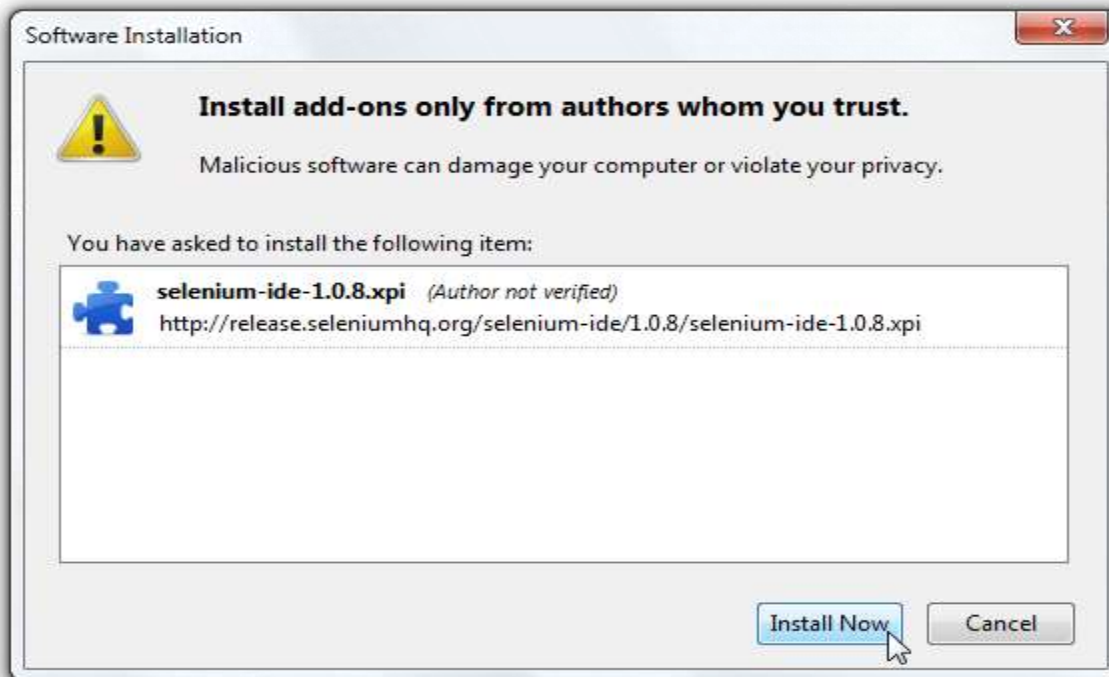 Software Installation
Install add-ons only from authors whom you trust.
Malicious software can damage your computer or violate your privacy.
You have asked to install the following item:
selenium-ide-1.0.8.xpi (Author not verified)
http://release.seleniumhq.org/selenium-ide/1.0.8/selenium-ide-1.0.8.xpi
Install Now Cancel